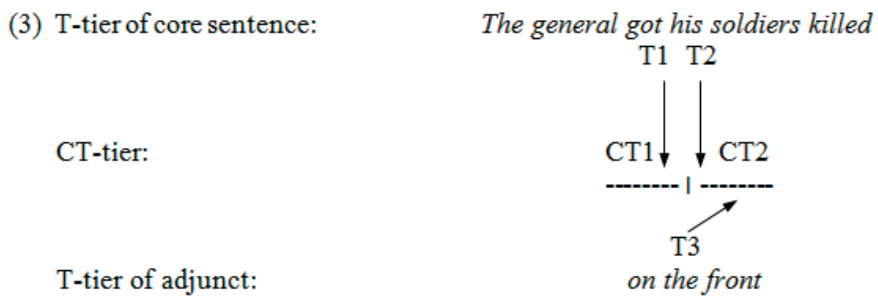 (3) T-tier of core sentence: The general got his soldiers killed
T1 T2
CT-tier: CT1 CT2
-------- | --------
T3
T-tier of adjunct: on the front